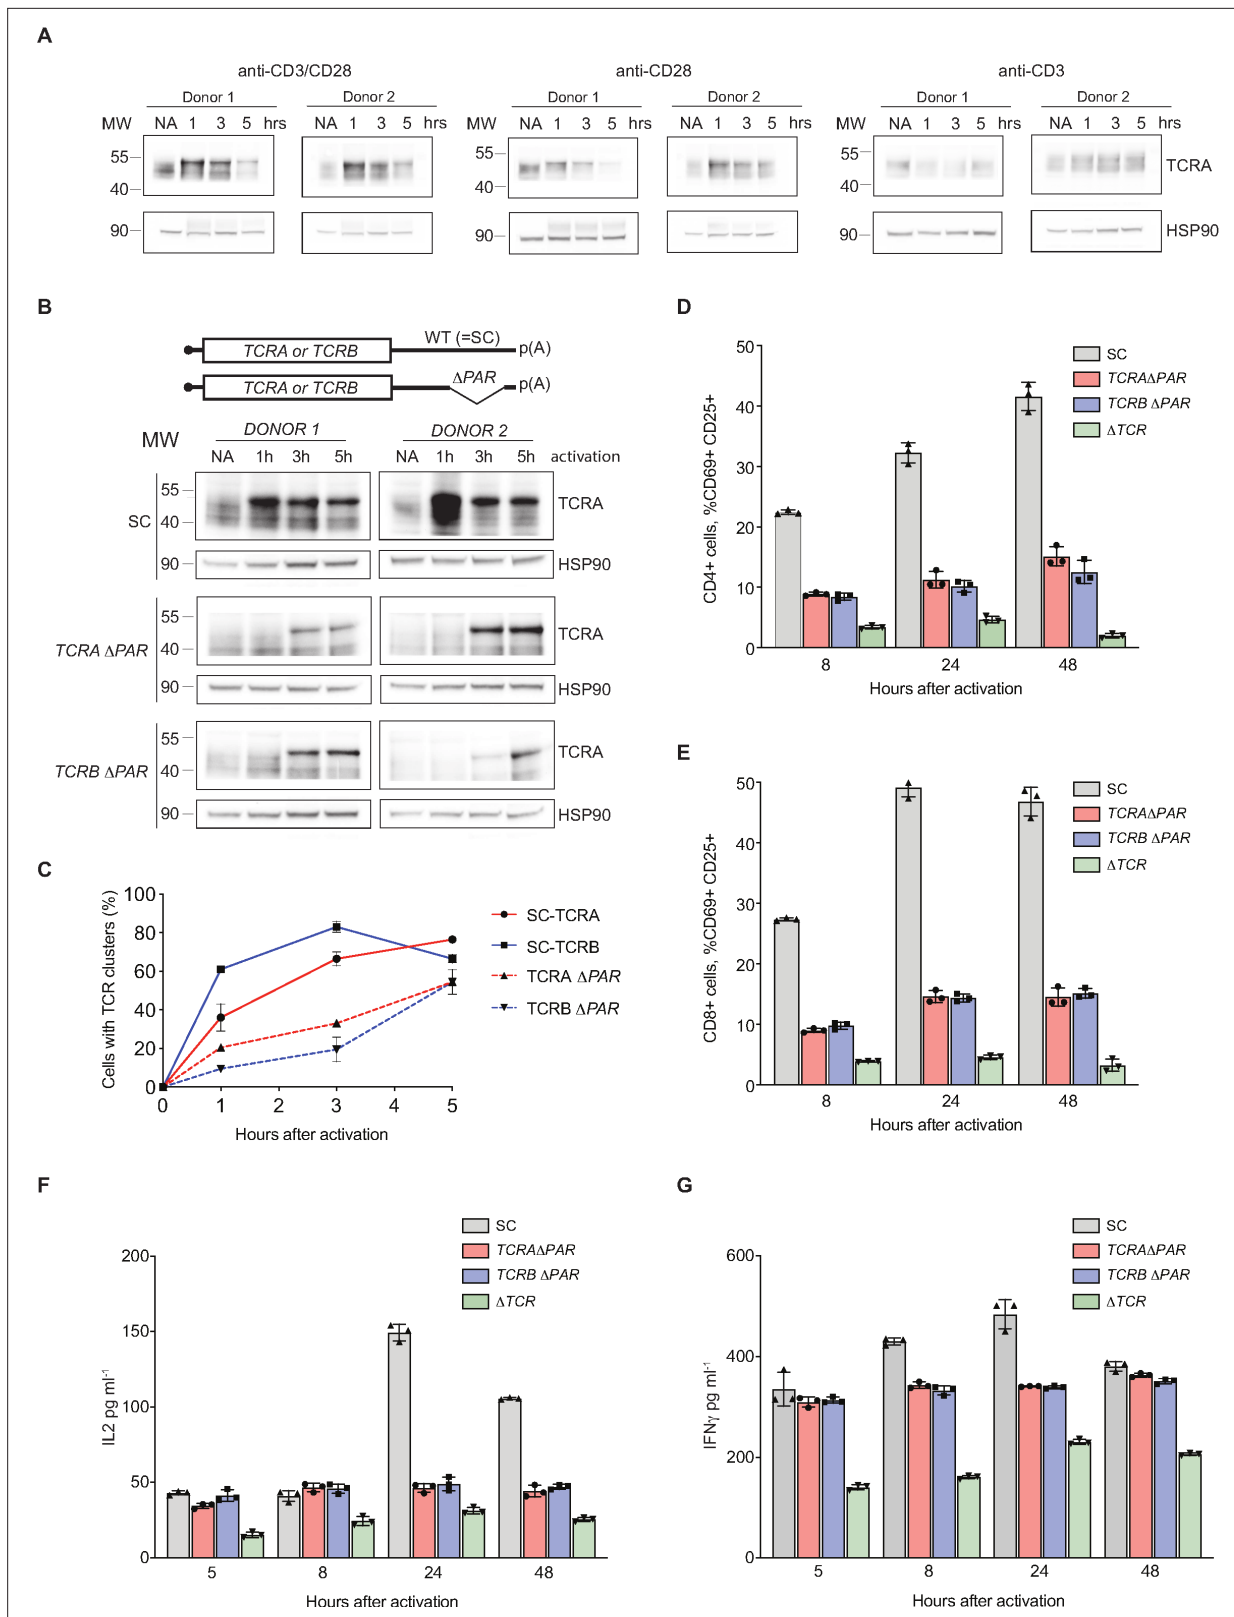 A
anti-CD3/CD28
anti-CD28
anti-CD3
Donor 1
Donor 2
Donor 1
Donor 2
Donor 1
Donor 2
MW NA 1 3 5 hrs NA 1 3 5 hrs
MW NA 1 3 5 hrs NA 1 3 5 hrs
MW NA 1 3 5 hrs NA 1 3 5 hrs
55
40
55
40
55
40
TCRA
90
90
90
HSP90
B
WT (=SC)
TCRA or TCRB
p(A)
ΔPAR
TCRA or TCRB
p(A)
MW
DONOR 1
DONOR 2
NA 1h 3h 5h NA 1h 3h 5h activation
55
SC
40
TCRA
90
HSP90
55
TCRA ΔPAR
40
TCRA
90
HSP90
55
TCRB ΔPAR
40
TCRA
90
HSP90
C
Cells with TCR clusters (%)
100
80
60
40
20
0
0 1 2 3 4 5
Hours after activation
SC-TCRA
SC-TCRB
TCRA ΔPAR
TCRB ΔPAR
D
CD4+ cells, %CD69+ CD25+
50
40
30
20
10
0
8 24 48
Hours after activation
SC
TCRAΔPAR
TCRB ΔPAR
ΔTCR
E
CD8+ cells, %CD69+ CD25+
50
40
30
20
10
0
8 24 48
Hours after activation
SC
TCRAΔPAR
TCRB ΔPAR
ΔTCR
F
IL2 pg ml-1
200
150
100
50
0
5 8 24 48
Hours after activation
SC
TCRAΔPAR
TCRB ΔPAR
ΔTCR
G
IFNγ pg ml-1
600
400
200
0
5 8 24 48
Hours after activation
SC
TCRAΔPAR
TCRB ΔPAR
ΔTCR